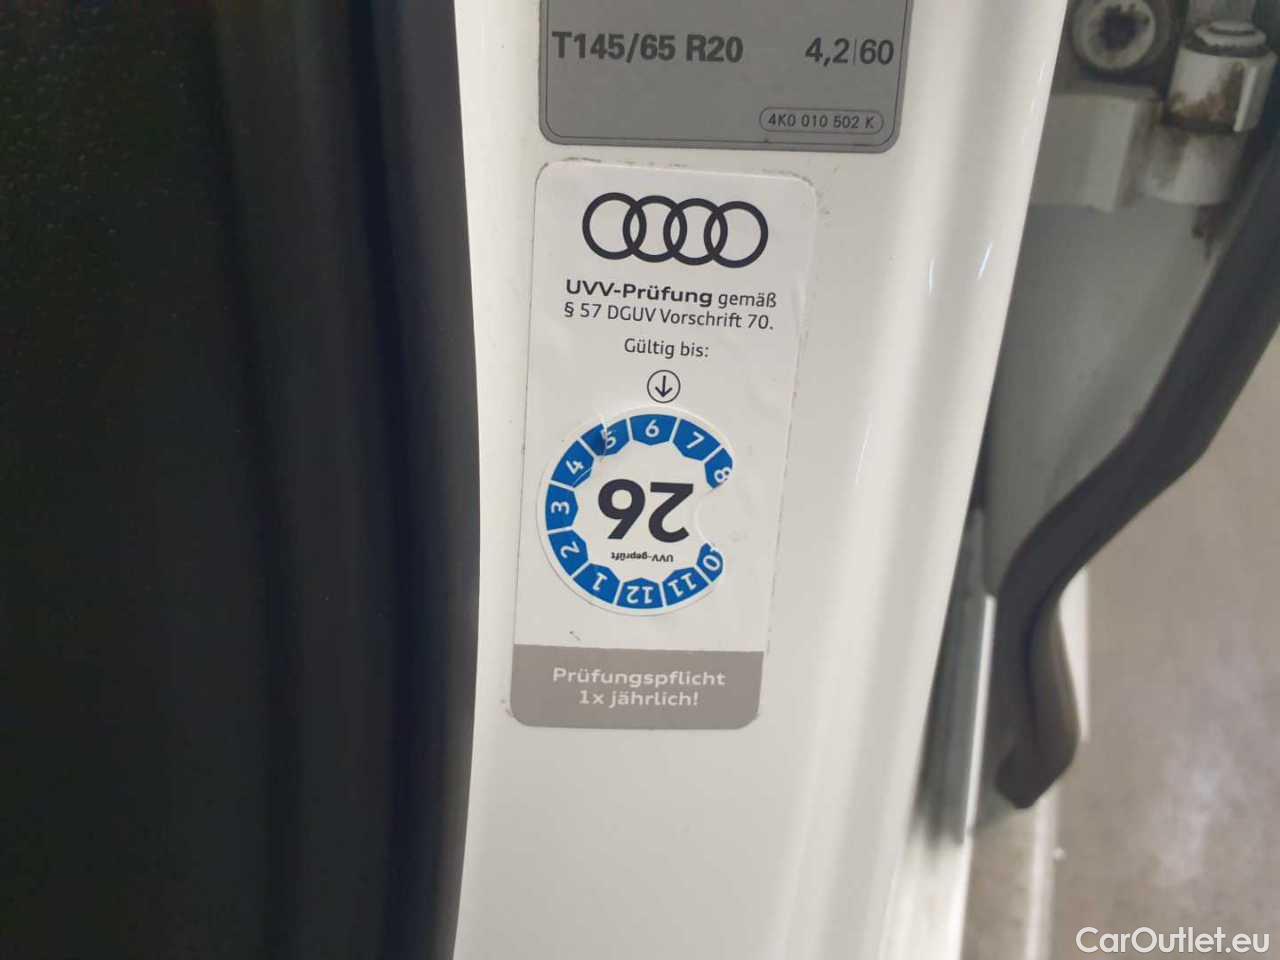 T145/65 R20 4,2|60
4K0 010 502 K
UVV-Prüfung gemäß
§ 57 DGUV Vorschrift 70.
Gültig bis:
1 2 3 4 5 6 7 8 10 11 12
26
UVV-geprüft
Prüfungspflicht
1x jährlich!
CarOutlet.eu